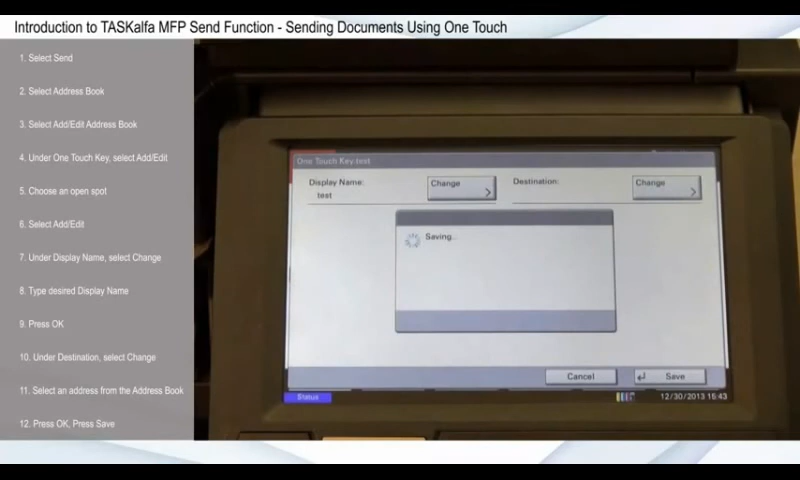 Introduction to TASKalfa MFP Send Function - Sending Documents Using One Touch
1. Select Send
2. Select Address Book
3. Select Add/Edit Address Book
4. Under One Touch Key, select Add/Edit
5. Choose an open spot
6. Select Add/Edit
7. Under Display Name, select Change
8. Type desired Display Name
9. Press OK
10. Under Destination, select Change
11. Select an address from the Address Book
12. Press OK, Press Save
One Touch Key:test
Display Name:
test
Change
Destination:
Change
Saving...
Cancel
Save
Status
12/30/2013 16:43